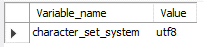 Variable_name Value
character_set_system utf8